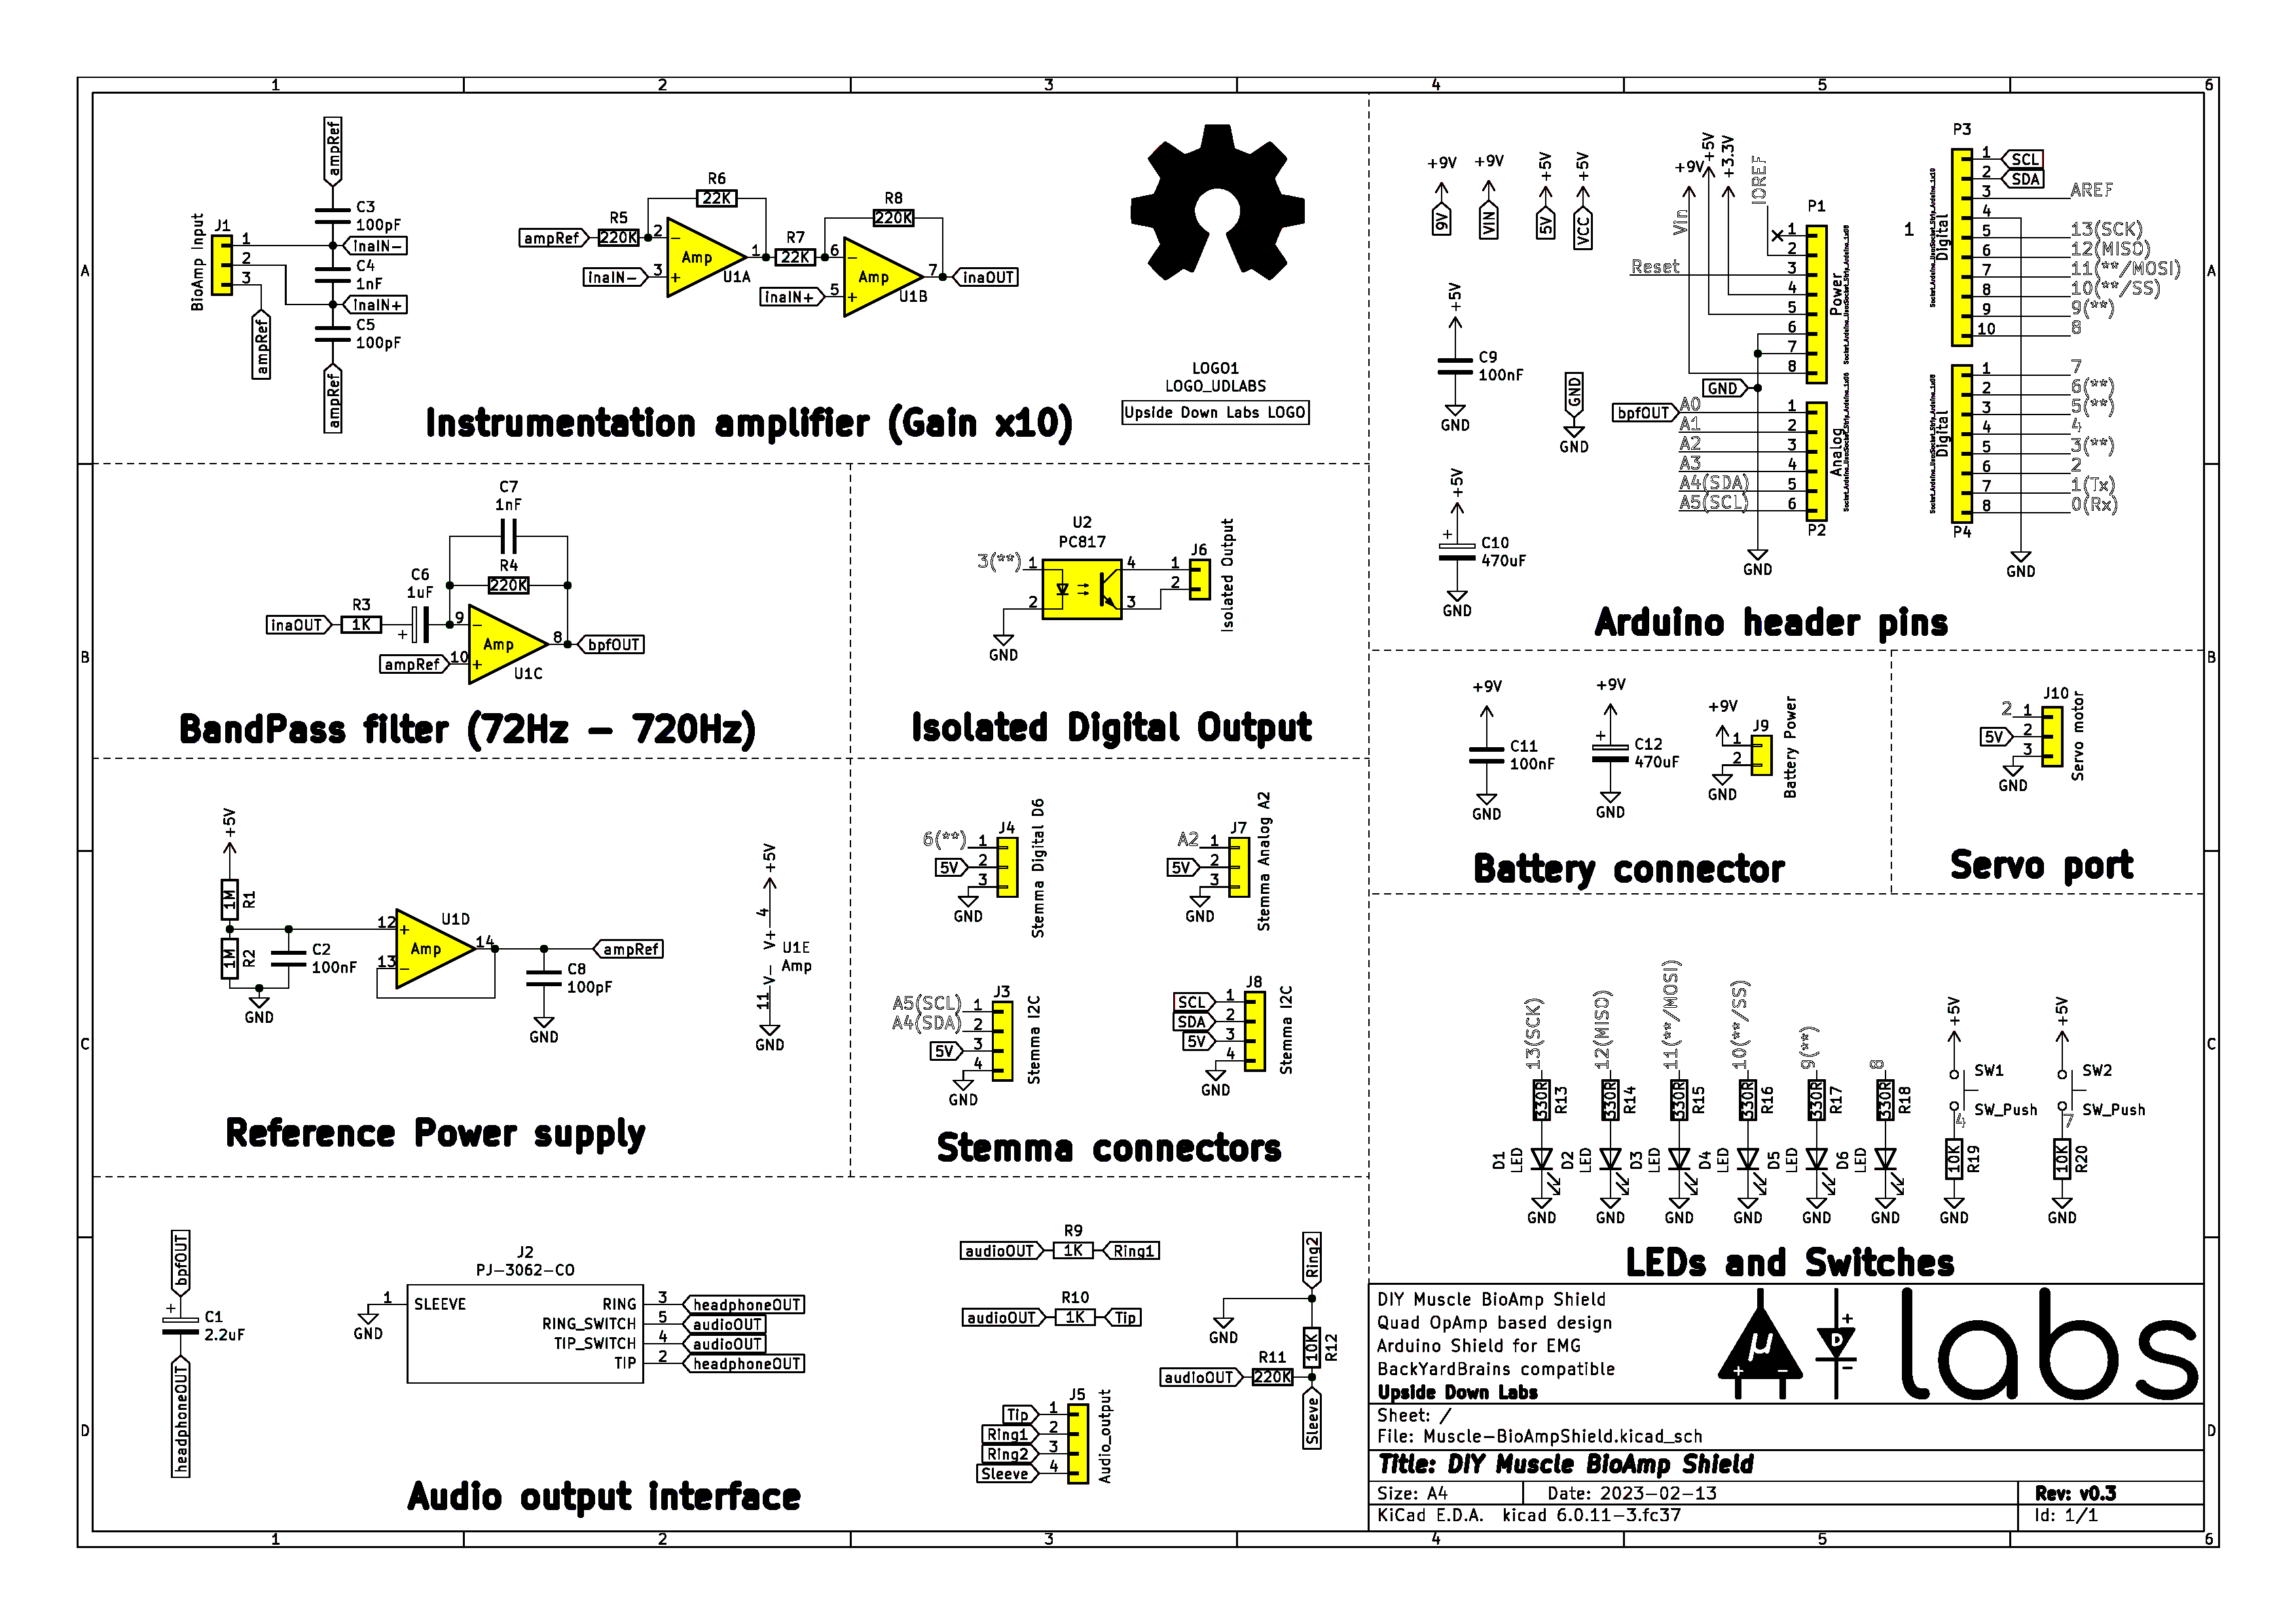 1 2 3 4 5 6
A
B
C
D
ampRef
C3
100pF
J1
BioAmp Input
1
2
3
inaIN-
C4
1nF
inaIN+
C5
100pF
ampRef
ampRef
R6
22K
R5
220K
ampRef
2
3
Amp
1
U1A
inaIN-
R7
22K
R8
220K
6
5
Amp
7
U1B
inaIN+
inaOUT
LOGO1
LOGO_UDLABS
Upside Down Labs LOGO
Instrumentation amplifier (Gain x10)
C7
1nF
R4
220K
C6
1uF
R3
1K
inaOUT
+
9
10
Amp
8
U1C
ampRef
bpfOUT
BandPass filter (72Hz - 720Hz)
U2
PC817
3(**)
1
2
4
3
GND
J6
1
2
Isolated Output
Isolated Digital Output
+5V
1M
R1
1M
R2
C2
100nF
GND
12
13
U1D
Amp
14
ampRef
C8
100pF
GND
+5V
4
V+
U1E
Amp
V-
11
GND
Reference Power supply
J4
6(**)
5V
GND
1
2
3
Stemma Digital D6
J7
A2
5V
GND
1
2
3
Stemma Analog A2
J3
A5(SCL)
A4(SDA)
5V
GND
1
2
3
4
Stemma I2C
J8
SCL
SDA
5V
GND
1
2
3
4
Stemma I2C
Stemma connectors
bpfOUT
+
C1
2.2uF
headphoneOUT
J2
PJ-3062-CO
GND
1
SLEEVE
RING
3
headphoneOUT
RING_SWITCH
5
audioOUT
TIP_SWITCH
4
audioOUT
TIP
2
headphoneOUT
R9
audioOUT
1K
Ring1
R10
audioOUT
1K
Tip
Ring2
GND
10K
R12
R11
audioOUT
220K
Sleeve
J5
Tip
1
Ring1
2
Ring2
3
Sleeve
4
Audio_output
Audio output interface
+9V
9V
+9V
VIN
+5V
5V
+5V
VCC
+5V
C9
100nF
GND
GND
GND
+5V
+
C10
470uF
GND
+9V
+5V
+3.3V
IOREF
Vin
Reset
P1
1
2
3
4
5
6
7
8
Power
GND
bpfOUT
A0
A1
A2
A3
A4(SDA)
A5(SCL)
1
2
3
4
5
6
Analog
P2
GND
P3
1
Digital
1 SCL
2 SDA
3 AREF
4
5 13(SCK)
6 12(MISO)
7 11(**/MOSI)
8 10(**/SS)
9 9(**)
10 8
1 7
2 6(**)
3 5(**)
4 4
5 3(**)
6 2
7 1(Tx)
8 0(Rx)
Digital
P4
GND
Arduino header pins
+9V
C11
100nF
GND
+9V
+
C12
470uF
GND
+9V
J9
1
2
GND
Battery Power
Battery connector
J10
2 1
5V 2
3
GND
Servo motor
Servo port
13(SCK)
330R
R13
D1
LED
GND
12(MISO)
330R
R14
D2
LED
GND
11(**/MOSI)
330R
R15
D3
LED
GND
10(**/SS)
330R
R16
D4
LED
GND
9(**)
330R
R17
D5
LED
GND
8
330R
R18
D6
LED
GND
+5V
SW1
SW_Push
4
10K
R19
GND
+5V
SW2
SW_Push
7
10K
R20
GND
LEDs and Switches
DIY Muscle BioAmp Shield
Quad OpAmp based design
Arduino Shield for EMG
BackYardBrains compatible
Upside Down Labs
µ
+ -
D
+
-
labs
Sheet: /
File: Muscle-BioAmpShield.kicad_sch
Title: DIY Muscle BioAmp Shield
Size: A4
Date: 2023-02-13
Rev: v0.3
KiCad E.D.A. kicad 6.0.11-3.fc37
Id: 1/1
A
B
C
D
1 2 3 4 5 6